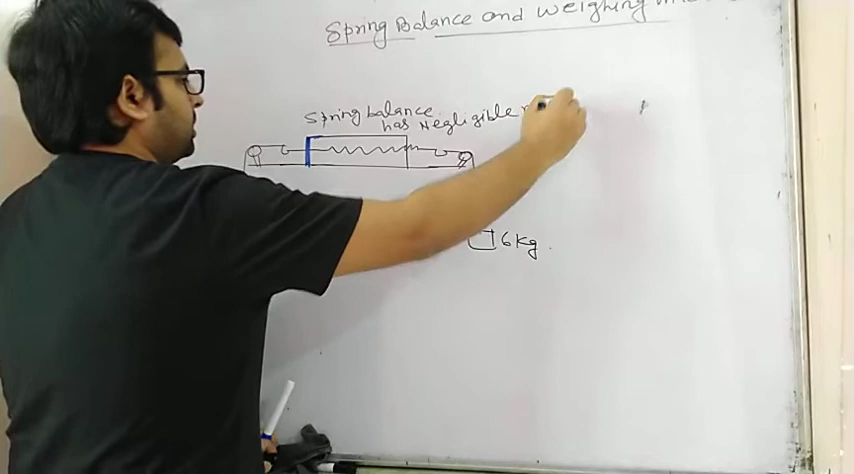 Spring Balance and Weighing
Spring balance
has Negligible
6kg.